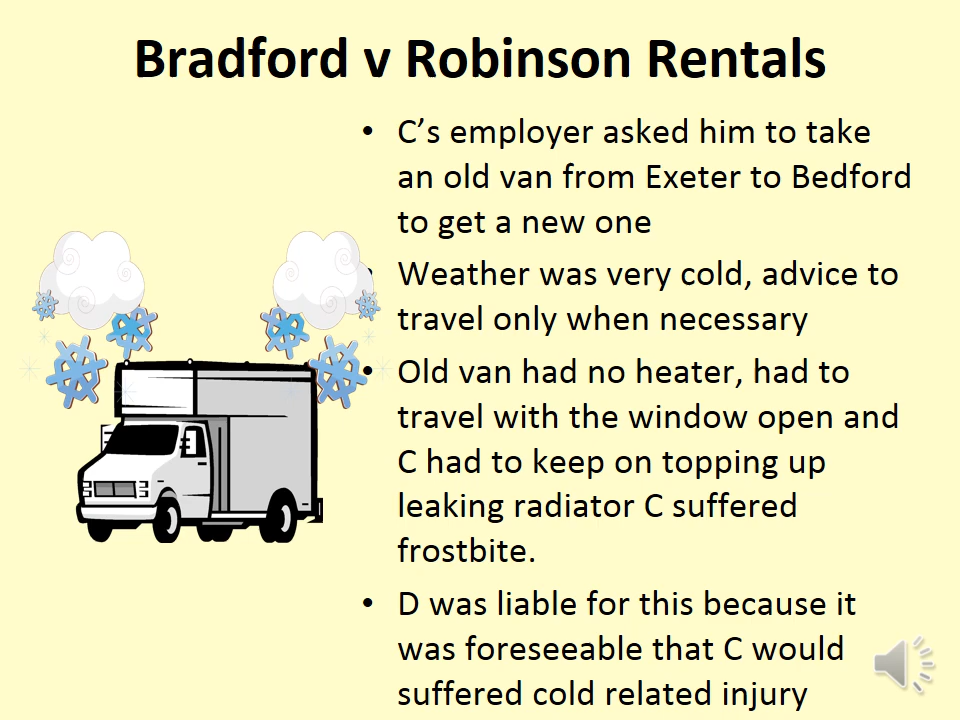 Bradford v Robinson Rentals
• C’s employer asked him to take
an old van from Exeter to Bedford
to get a new one
• Weather was very cold, advice to
travel only when necessary
• Old van had no heater, had to
travel with the window open and
C had to keep on topping up
leaking radiator C suffered
frostbite.
• D was liable for this because it
was foreseeable that C would
suffered cold related injury